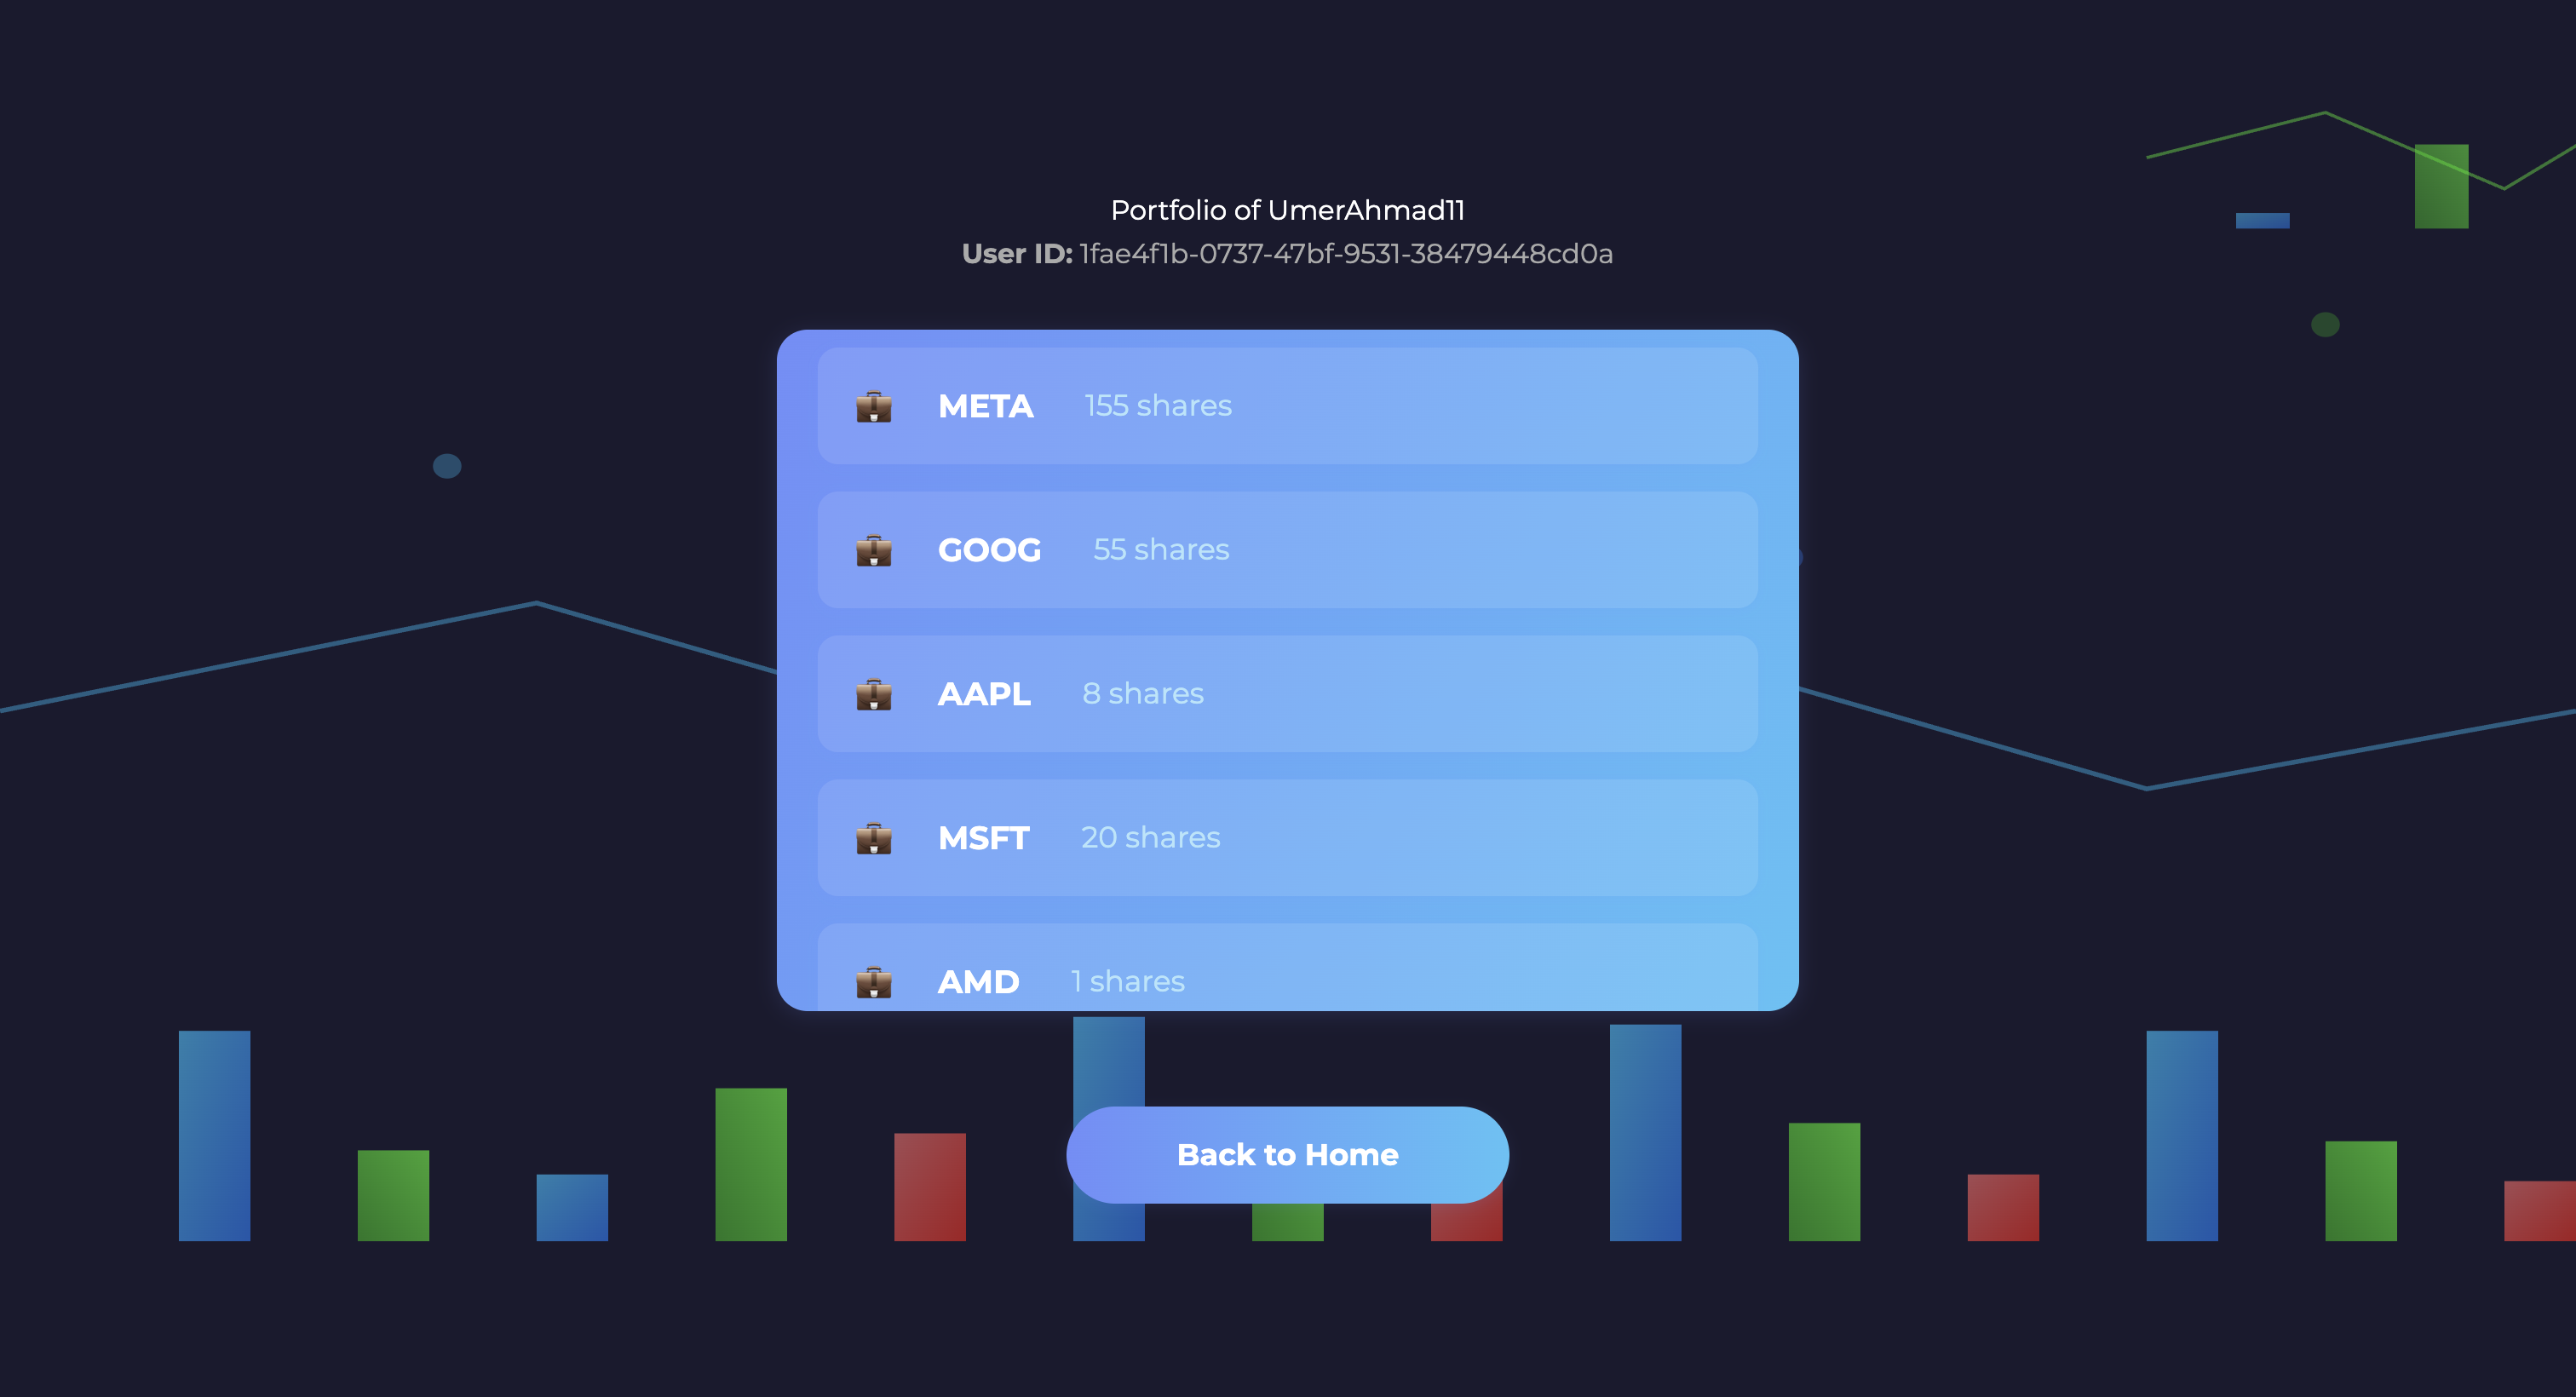 Portfolio of UmerAhmad11
User ID: 1fae4f1b-0737-47bf-9531-38479448cd0a
META 155 shares
GOOG 55 shares
AAPL 8 shares
MSFT 20 shares
AMD 1 shares
Back to Home